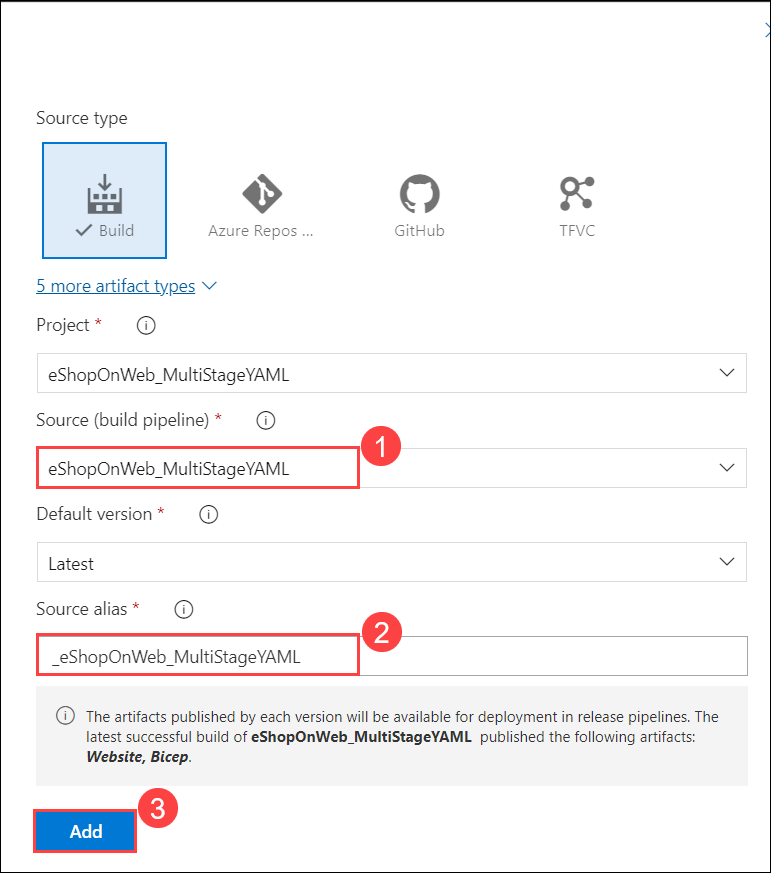 Source type
Build
Azure Repos ...
GitHub
TFVC
5 more artifact types
Project *
eShopOnWeb_MultiStageYAML
Source (build pipeline) *
1
eShopOnWeb_MultiStageYAML
Default version *
Latest
Source alias *
2
_eShopOnWeb_MultiStageYAML
The artifacts published by each version will be available for deployment in release pipelines. The
latest successful build of eShopOnWeb_MultiStageYAML published the following artifacts:
Website, Bicep.
3
Add